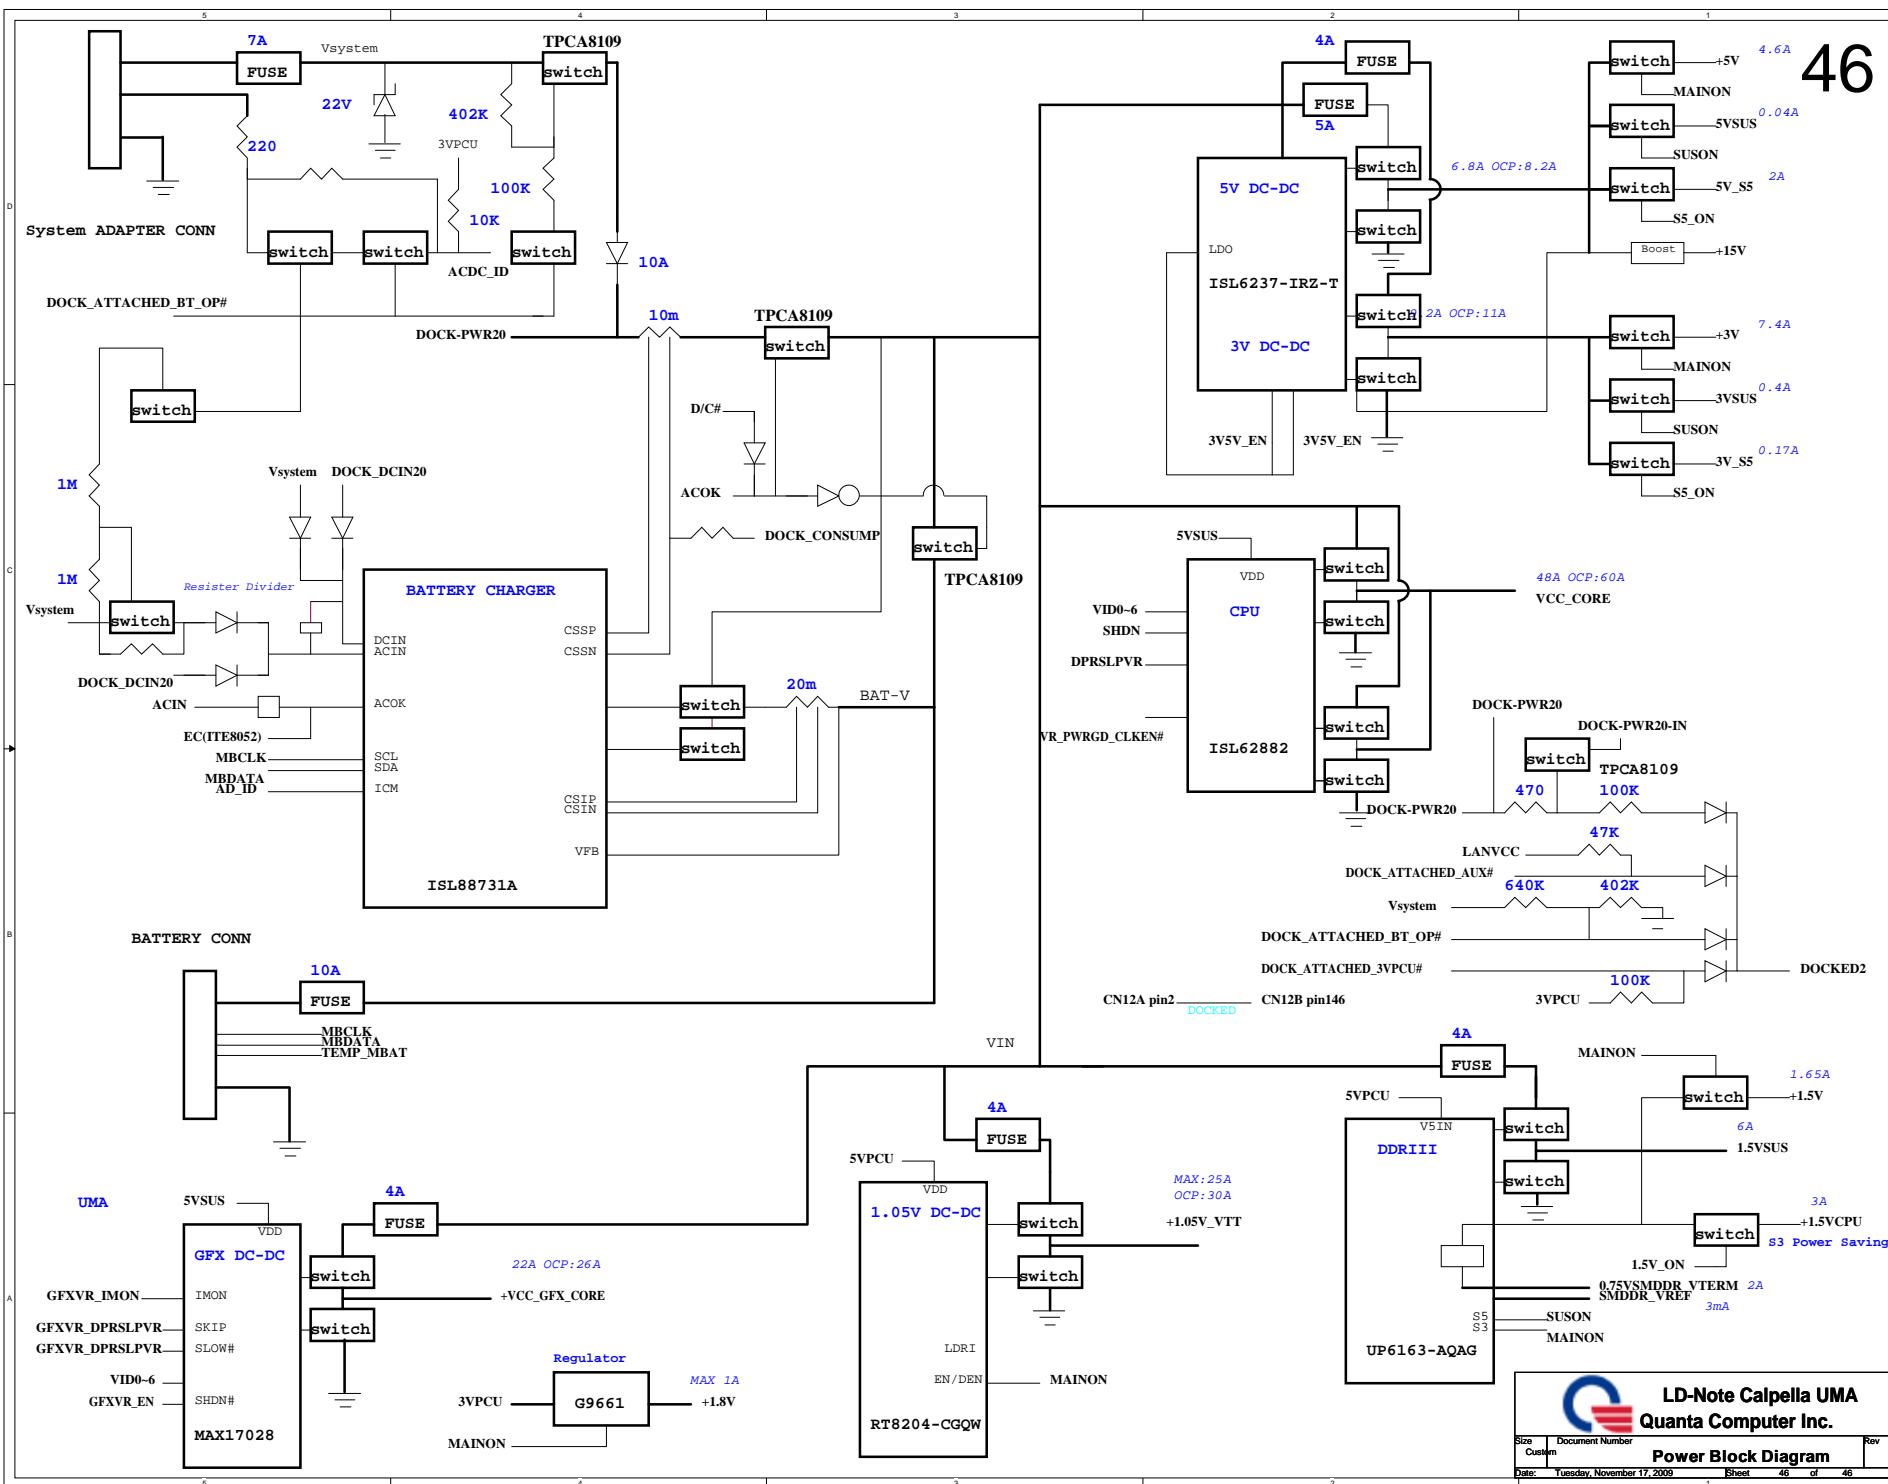 5 4 3 2 1
46
7A
FUSE
Vsystem
TPCA8109
switch
22V
402K
220
3VPCU
100K
10K
System ADAPTER CONN
switch
switch
switch
ACDC_ID
10A
DOCK_ATTACHED_BT_OP#
DOCK-PWR20
10m
TPCA8109
switch
switch
D/C#
ACOK
DOCK_CONSUMP
switch
TPCA8109
1M
1M
Vsystem
DOCK_DCIN20
Resister Divider
Vsystem
switch
DOCK_DCIN20
BATTERY CHARGER
DCIN
ACIN
ACOK
SCL
SDA
ICM
CSSP
CSSN
CSIP
CSIN
VFB
ISL88731A
ACIN
EC(ITE8052)
MBCLK
MBDATA
AD_ID
switch
switch
20m
BAT-V
BATTERY CONN
10A
FUSE
MBCLK
MBDATA
TEMP_MBAT
VIN
4A
FUSE
FUSE
5A
5V DC-DC
LDO
ISL6237-IRZ-T
3V DC-DC
switch
switch
switch
switch
6.8A OCP:8.2A
.2A OCP:11A
3V5V_EN
3V5V_EN
switch
4.6A
+5V
MAINON
switch
0.04A
5VSUS
SUSON
switch
2A
5V_S5
S5_ON
Boost
+15V
switch
7.4A
+3V
MAINON
switch
0.4A
3VSUS
SUSON
switch
0.17A
3V_S5
S5_ON
5VSUS
VDD
CPU
VID0~6
SHDN
DPRSLPVR
VR_PWRGD_CLKEN#
ISL62882
switch
switch
switch
switch
48A OCP:60A
VCC_CORE
DOCK-PWR20
DOCK-PWR20-IN
switch
TPCA8109
470
100K
DOCK-PWR20
47K
LANVCC
DOCK_ATTACHED_AUX#
640K
402K
Vsystem
DOCK_ATTACHED_BT_OP#
DOCK_ATTACHED_3VPCU#
DOCKED2
100K
3VPCU
CN12A pin2
DOCKED
CN12B pin146
UMA
5VSUS
VDD
GFX DC-DC
4A
FUSE
switch
switch
22A OCP:26A
+VCC_GFX_CORE
GFXVR_IMON
IMON
GFXVR_DPRSLPVR
SKIP
GFXVR_DPRSLPVR
SLOW#
VID0~6
GFXVR_EN
SHDN#
MAX17028
Regulator
3VPCU
G9661
MAX 1A
+1.8V
MAINON
4A
FUSE
5VPCU
VDD
1.05V DC-DC
switch
switch
MAX:25A
OCP:30A
+1.05V_VTT
LDRI
EN/DEN
MAINON
RT8204-CGQW
4A
FUSE
5VPCU
V5IN
DDRIII
switch
switch
MAINON
switch
1.65A
+1.5V
6A
1.5VSUS
3A
switch
+1.5VCPU
S3 Power Saving
1.5V_ON
0.75VSMDDR_VTERM
2A
SMDDR_VREF
3mA
S5
SUSON
S3
MAINON
UP6163-AQAG
LD-Note Calpella UMA
Quanta Computer Inc.
Size
Document Number
Rev
Custom
Power Block Diagram
Date: Tuesday, November 17, 2009 Sheet 46 of 46
D
C
B
A
5 4 3 2 1